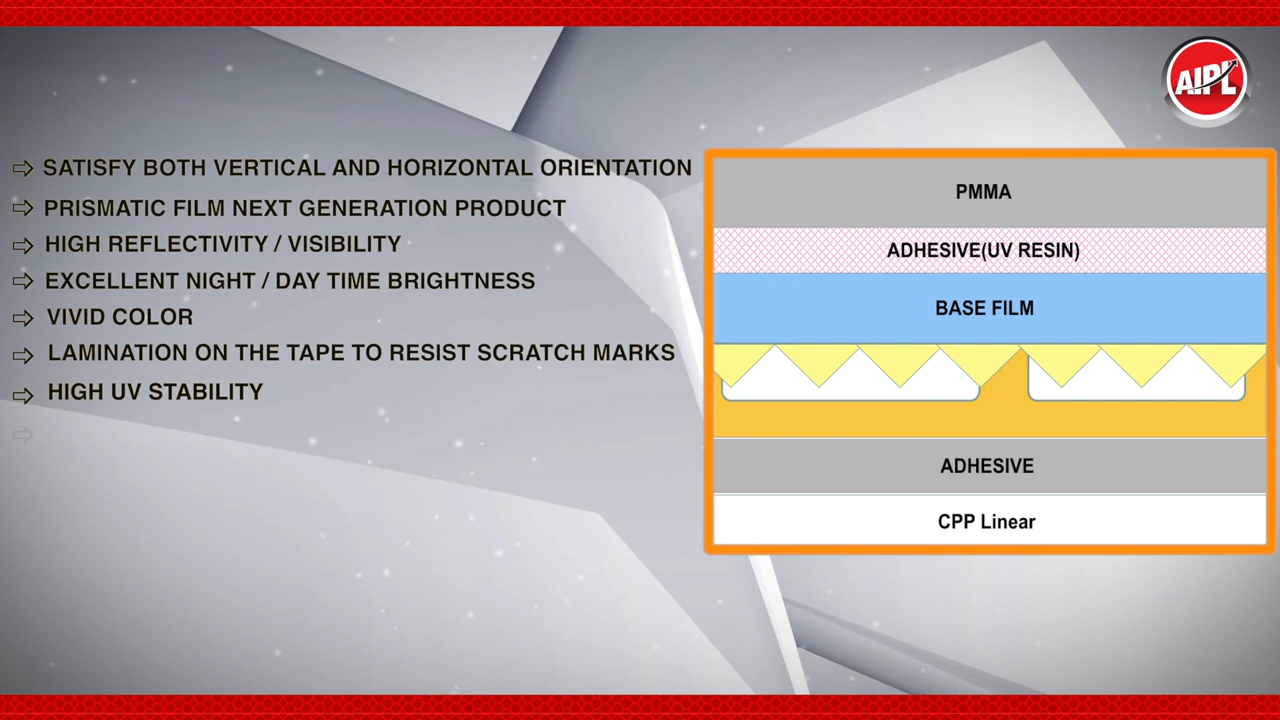 AIPL
⇨ SATISFY BOTH VERTICAL AND HORIZONTAL ORIENTATION
⇨ PRISMATIC FILM NEXT GENERATION PRODUCT
⇨ HIGH REFLECTIVITY / VISIBILITY
⇨ EXCELLENT NIGHT / DAY TIME BRIGHTNESS
⇨ VIVID COLOR
⇨ LAMINATION ON THE TAPE TO RESIST SCRATCH MARKS
⇨ HIGH UV STABILITY
PMMA
ADHESIVE(UV RESIN)
BASE FILM
ADHESIVE
CPP Linear